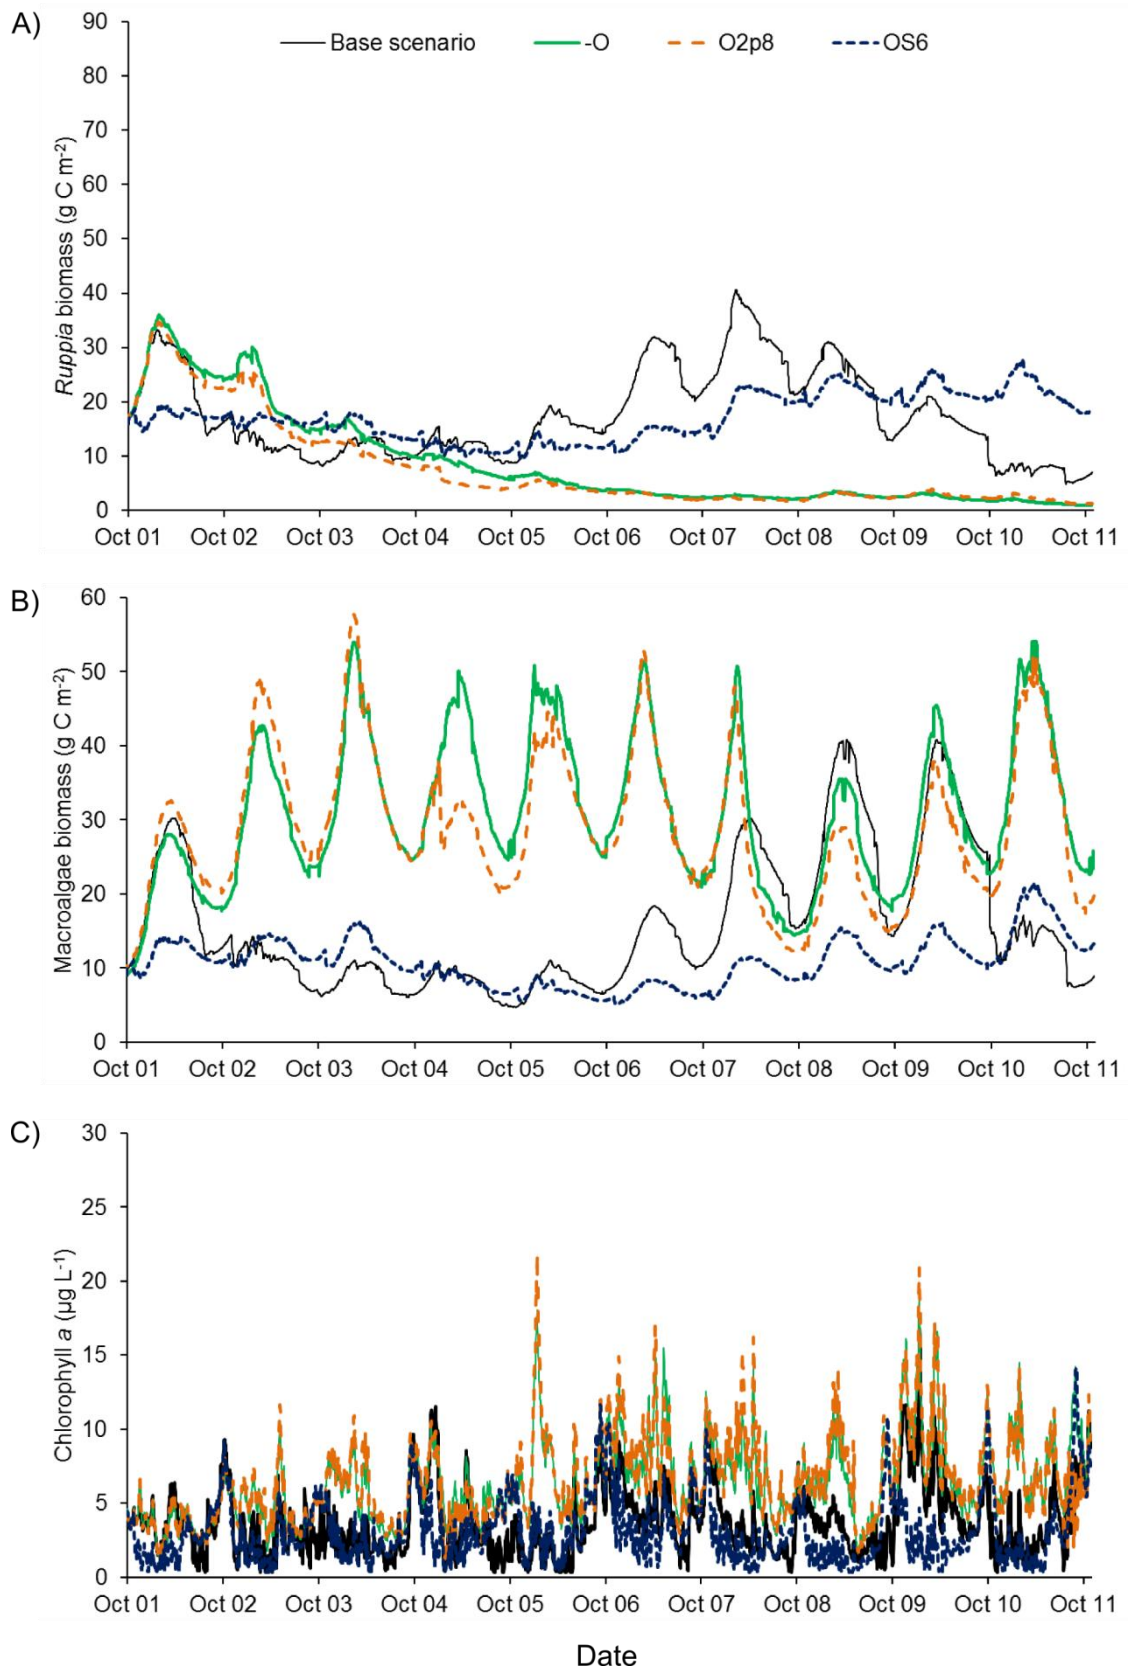 A)
Base scenario -O O2p8 OS6
Ruppia biomass (g C m-2)
90
80
70
60
50
40
30
20
10
0
Oct 01 Oct 02 Oct 03 Oct 04 Oct 05 Oct 06 Oct 07 Oct 08 Oct 09 Oct 10 Oct 11
B)
Macroalgae biomass (g C m-2)
60
50
40
30
20
10
0
Oct 01 Oct 02 Oct 03 Oct 04 Oct 05 Oct 06 Oct 07 Oct 08 Oct 09 Oct 10 Oct 11
C)
Chlorophyll a (µg L-1)
30
25
20
15
10
5
0
Oct 01 Oct 02 Oct 03 Oct 04 Oct 05 Oct 06 Oct 07 Oct 08 Oct 09 Oct 10 Oct 11
Date